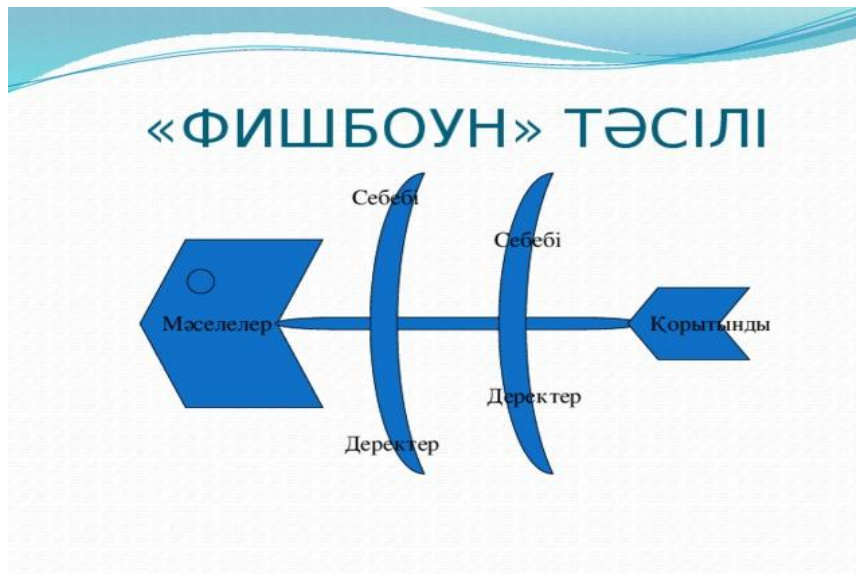 «ФИШБОУН» ТӘСІЛІ
Себебі
Себебі
Мәселелер
Қорытынды
Деректер
Деректер